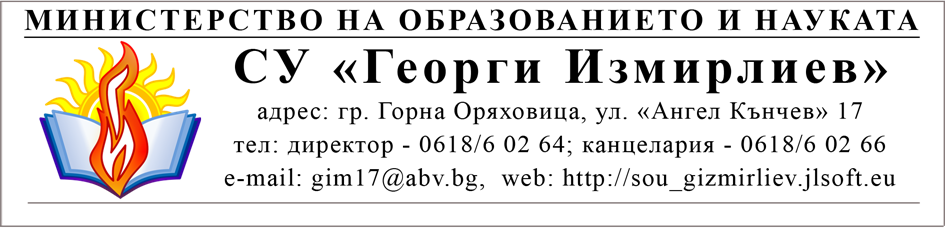 МИНИСТЕРСТВО НА ОБРАЗОВАНИЕТО И НАУКАТА
СУ «Георги Измирлиев»
адрес: гр. Горна Оряховица, ул. «Ангел Кънчев» 17
тел: директор - 0618/6 02 64; канцелария - 0618/6 02 66
e-mail: gim17@abv.bg, web: http://sou_gizmirliev.jlsoft.eu